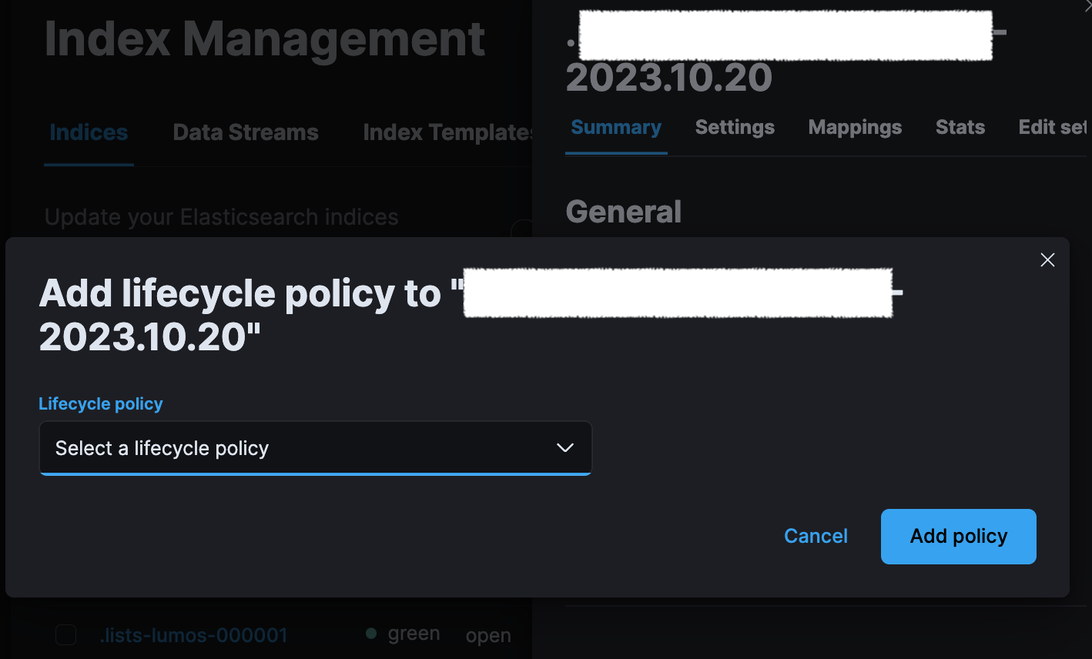 Index Management
.
-
2023.10.20
Indices Data Streams Index Templates
Summary Settings Mappings Stats Edit set
Update your Elasticsearch indices
General
Add lifecycle policy to "
-
2023.10.20"
Lifecycle policy
Select a lifecycle policy
Cancel Add policy
.lists-lumos-000001 green open